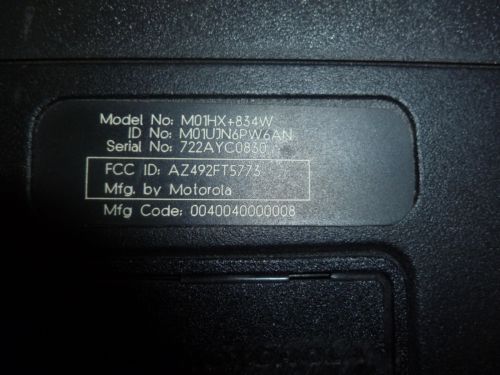 Model No: M01HX+834W
ID No: M01UJN6PW6AN
Serial No: 722AYC0830
FCC ID: AZ492FT5773
Mfg. by Motorola
Mfg Code: 0040040000008